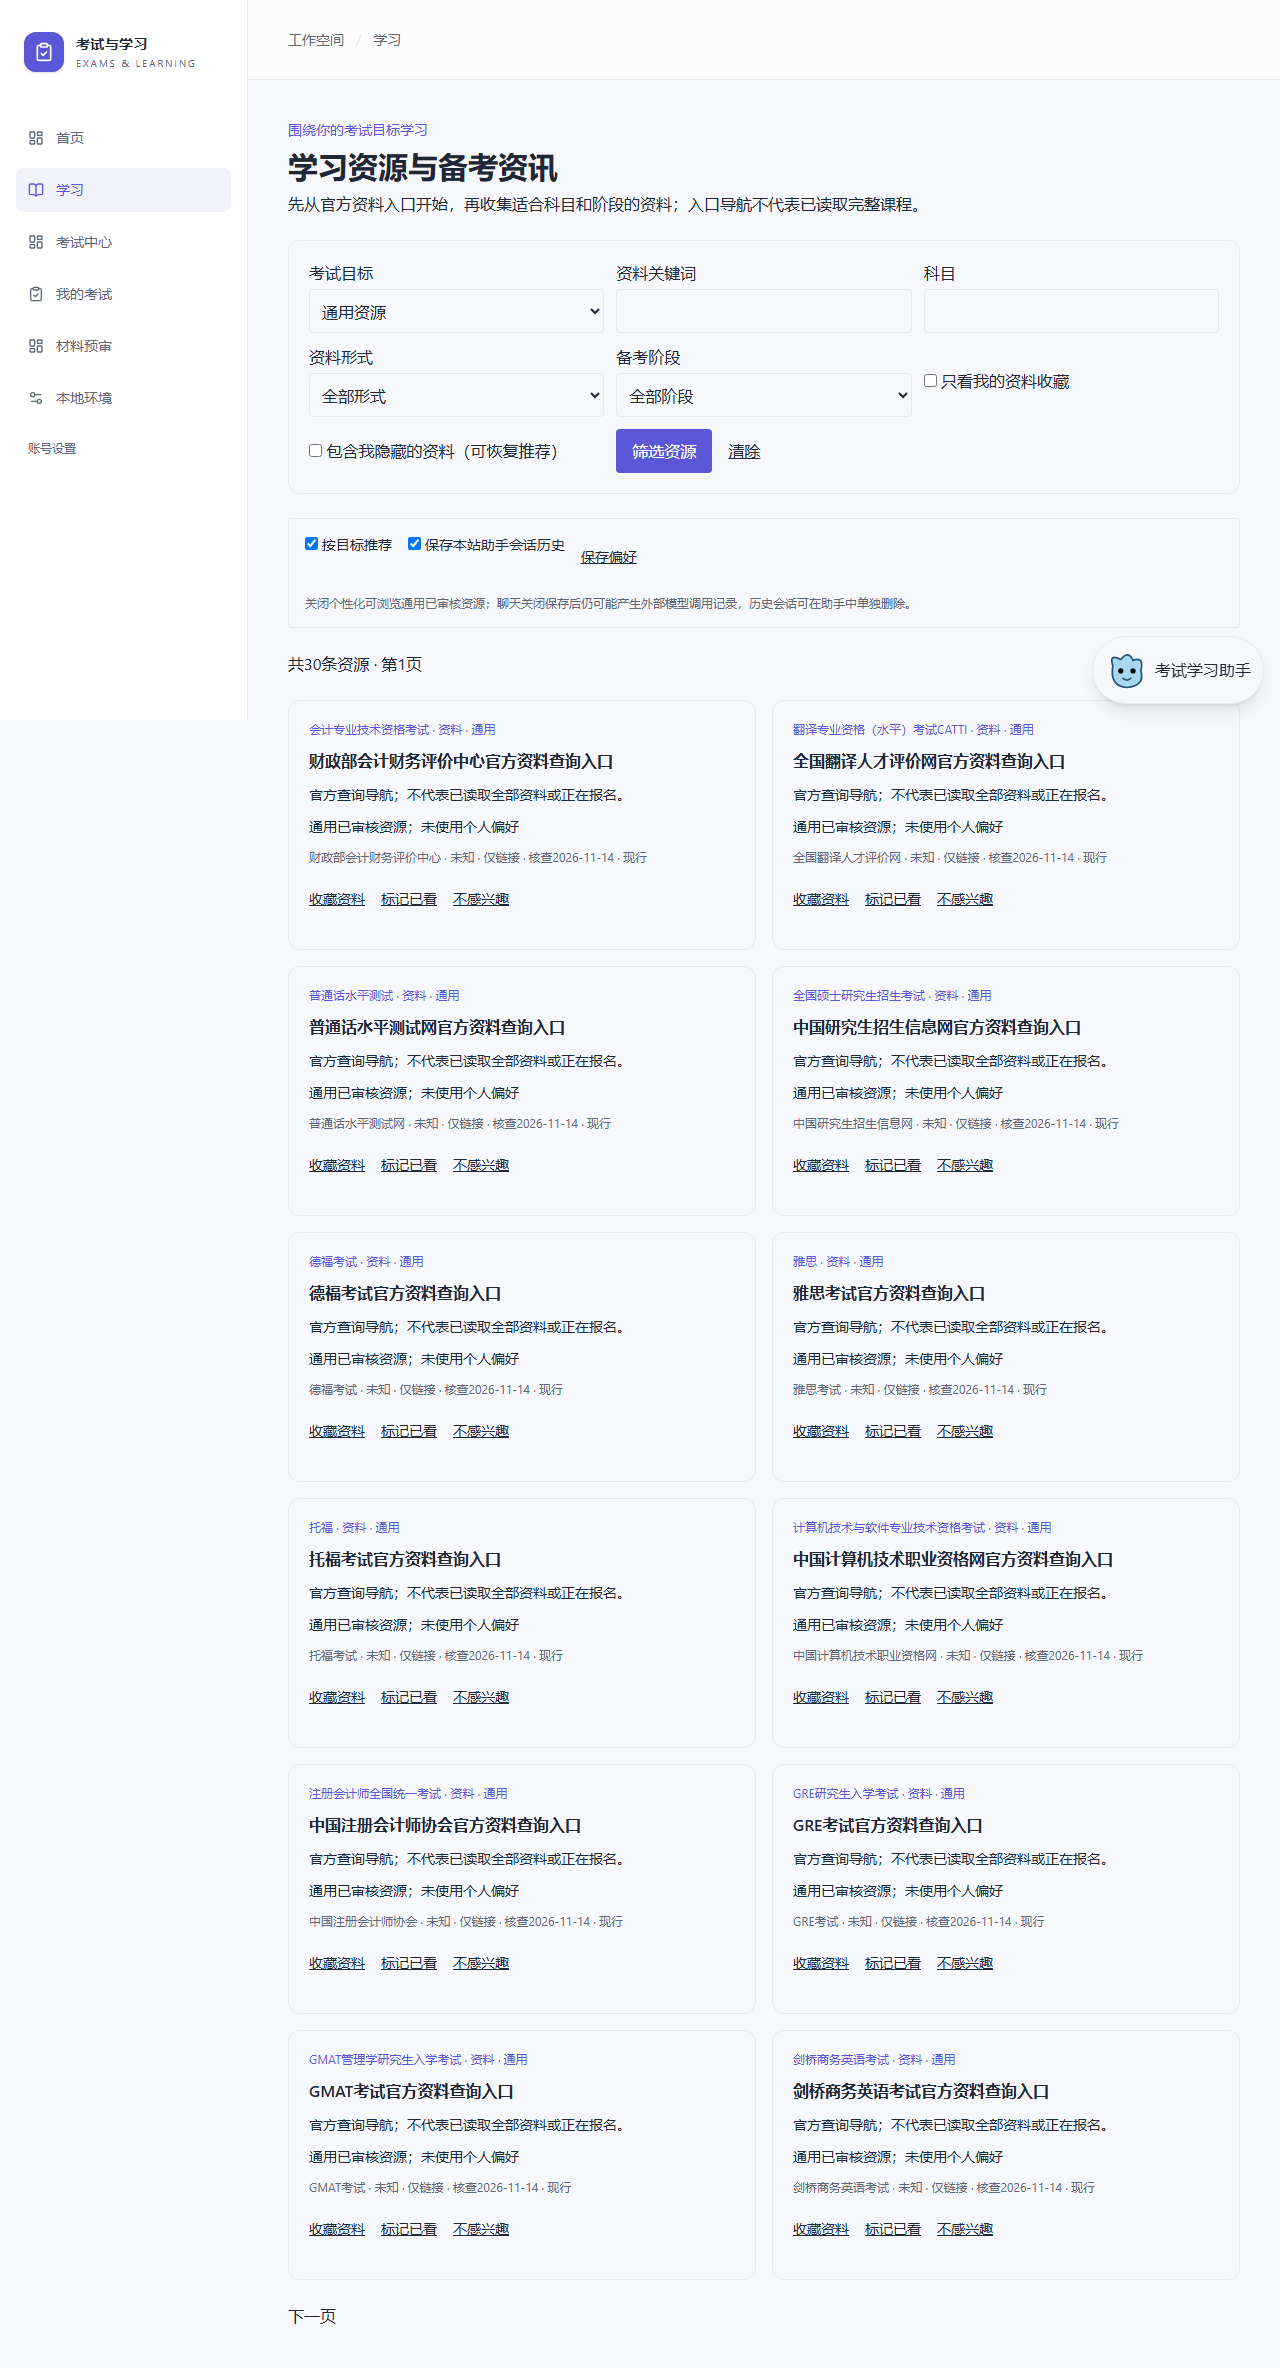 考试与学习
EXAMS & LEARNING
首页
学习
考试中心
我的考试
材料预审
本地环境
账号设置
工作空间 / 学习
围绕你的考试目标学习
学习资源与备考资讯
先从官方资料入口开始，再收集适合科目和阶段的资料；入口导航不代表已读取完整课程。
考试目标 资料关键词 科目
通用资源
资料形式 备考阶段
全部形式 全部阶段 只看我的资料收藏
包含我隐藏的资料（可恢复推荐） 筛选资源 清除
按目标推荐 保存本站助手会话历史 保存偏好
关闭个性化可浏览通用已审核资源；聊天关闭保存后仍可能产生外部模型调用记录，历史会话可在助手中单独删除。
共30条资源 · 第1页
考试学习助手
会计专业技术资格考试 · 资料 · 通用
财政部会计财务评价中心官方资料查询入口
官方查询导航；不代表已读取全部资料或正在报名。
通用已审核资源；未使用个人偏好
财政部会计财务评价中心 · 未知 · 仅链接 · 核查2026-11-14 · 现行
收藏资料 标记已看 不感兴趣
翻译专业资格（水平）考试CATTI · 资料 · 通用
全国翻译人才评价网官方资料查询入口
官方查询导航；不代表已读取全部资料或正在报名。
通用已审核资源；未使用个人偏好
全国翻译人才评价网 · 未知 · 仅链接 · 核查2026-11-14 · 现行
收藏资料 标记已看 不感兴趣
普通话水平测试 · 资料 · 通用
普通话水平测试网官方资料查询入口
官方查询导航；不代表已读取全部资料或正在报名。
通用已审核资源；未使用个人偏好
普通话水平测试网 · 未知 · 仅链接 · 核查2026-11-14 · 现行
收藏资料 标记已看 不感兴趣
全国硕士研究生招生考试 · 资料 · 通用
中国研究生招生信息网官方资料查询入口
官方查询导航；不代表已读取全部资料或正在报名。
通用已审核资源；未使用个人偏好
中国研究生招生信息网 · 未知 · 仅链接 · 核查2026-11-14 · 现行
收藏资料 标记已看 不感兴趣
德福考试 · 资料 · 通用
德福考试官方资料查询入口
官方查询导航；不代表已读取全部资料或正在报名。
通用已审核资源；未使用个人偏好
德福考试 · 未知 · 仅链接 · 核查2026-11-14 · 现行
收藏资料 标记已看 不感兴趣
雅思 · 资料 · 通用
雅思考试官方资料查询入口
官方查询导航；不代表已读取全部资料或正在报名。
通用已审核资源；未使用个人偏好
雅思考试 · 未知 · 仅链接 · 核查2026-11-14 · 现行
收藏资料 标记已看 不感兴趣
托福 · 资料 · 通用
托福考试官方资料查询入口
官方查询导航；不代表已读取全部资料或正在报名。
通用已审核资源；未使用个人偏好
托福考试 · 未知 · 仅链接 · 核查2026-11-14 · 现行
收藏资料 标记已看 不感兴趣
计算机技术与软件专业技术资格考试 · 资料 · 通用
中国计算机技术职业资格网官方资料查询入口
官方查询导航；不代表已读取全部资料或正在报名。
通用已审核资源；未使用个人偏好
中国计算机技术职业资格网 · 未知 · 仅链接 · 核查2026-11-14 · 现行
收藏资料 标记已看 不感兴趣
注册会计师全国统一考试 · 资料 · 通用
中国注册会计师协会官方资料查询入口
官方查询导航；不代表已读取全部资料或正在报名。
通用已审核资源；未使用个人偏好
中国注册会计师协会 · 未知 · 仅链接 · 核查2026-11-14 · 现行
收藏资料 标记已看 不感兴趣
GRE研究生入学考试 · 资料 · 通用
GRE考试官方资料查询入口
官方查询导航；不代表已读取全部资料或正在报名。
通用已审核资源；未使用个人偏好
GRE考试 · 未知 · 仅链接 · 核查2026-11-14 · 现行
收藏资料 标记已看 不感兴趣
GMAT管理学研究生入学考试 · 资料 · 通用
GMAT考试官方资料查询入口
官方查询导航；不代表已读取全部资料或正在报名。
通用已审核资源；未使用个人偏好
GMAT考试 · 未知 · 仅链接 · 核查2026-11-14 · 现行
收藏资料 标记已看 不感兴趣
剑桥商务英语考试 · 资料 · 通用
剑桥商务英语考试官方资料查询入口
官方查询导航；不代表已读取全部资料或正在报名。
通用已审核资源；未使用个人偏好
剑桥商务英语考试 · 未知 · 仅链接 · 核查2026-11-14 · 现行
收藏资料 标记已看 不感兴趣
下一页